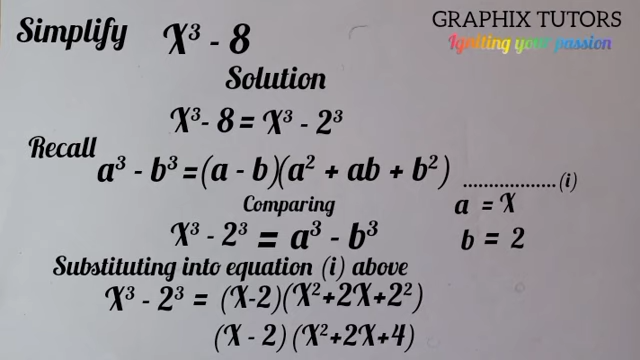 GRAPHIX TUTORS
Igniting your passion
Simplify X³ - 8
Solution
X³ - 8 = X³ - 2³
Recall
a³ - b³ = (a - b)(a² + ab + b²) ..................(i)
Comparing
a = X
X³ - 2³ = a³ - b³
b = 2
Substituting into equation (i) above
X³ - 2³ = (X-2)(X²+2X+2²)
(X - 2)(X²+2X+4)